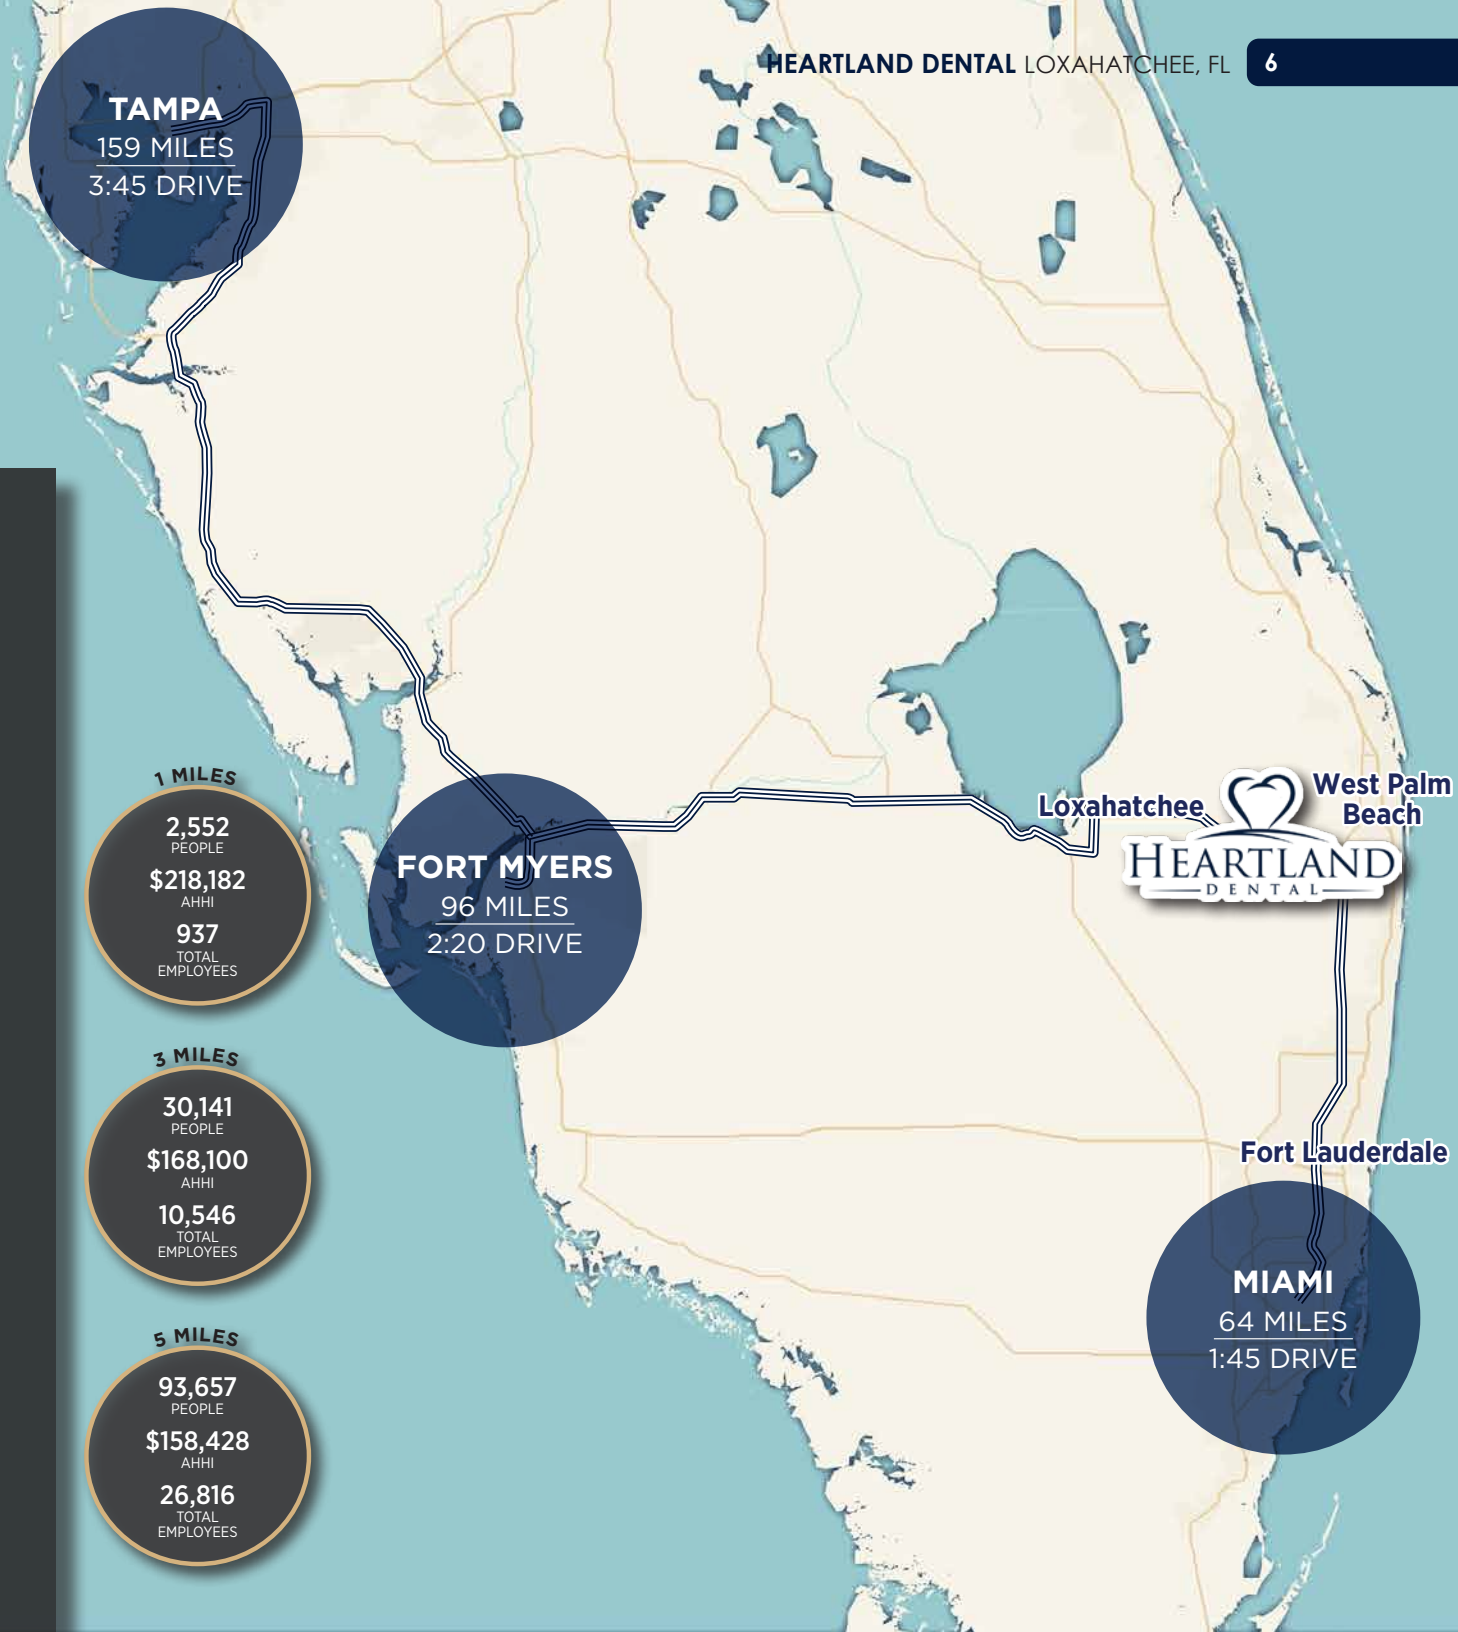 HEARTLAND DENTAL LOXAHATCHEE, FL 6
TAMPA
159 MILES
3:45 DRIVE
Loxahatchee
West Palm
Beach
HEARTLAND
DENTAL
FORT MYERS
96 MILES
2:20 DRIVE
Fort Lauderdale
MIAMI
64 MILES
1:45 DRIVE
1 MILES
2,552
PEOPLE
$218,182
AHHI
937
TOTAL
EMPLOYEES
3 MILES
30,141
PEOPLE
$168,100
AHHI
10,546
TOTAL
EMPLOYEES
5 MILES
93,657
PEOPLE
$158,428
AHHI
26,816
TOTAL
EMPLOYEES